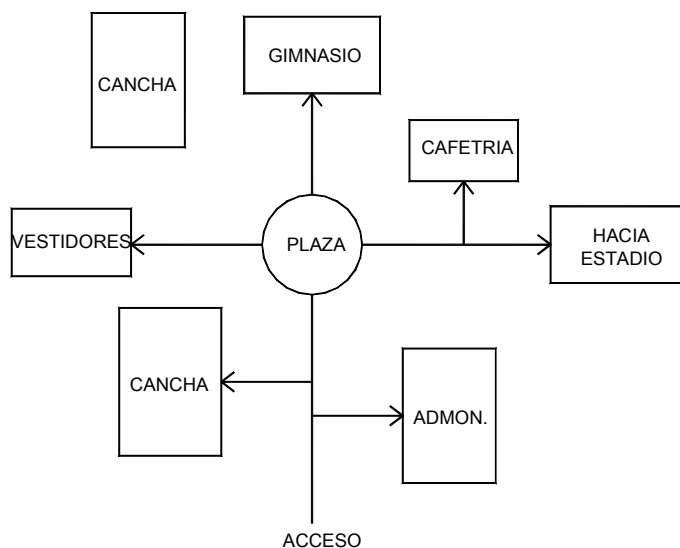 GIMNASIO
CANCHA
CAFETRIA
VESTIDORES
PLAZA
HACIA
ESTADIO
CANCHA
ADMON.
ACCESO